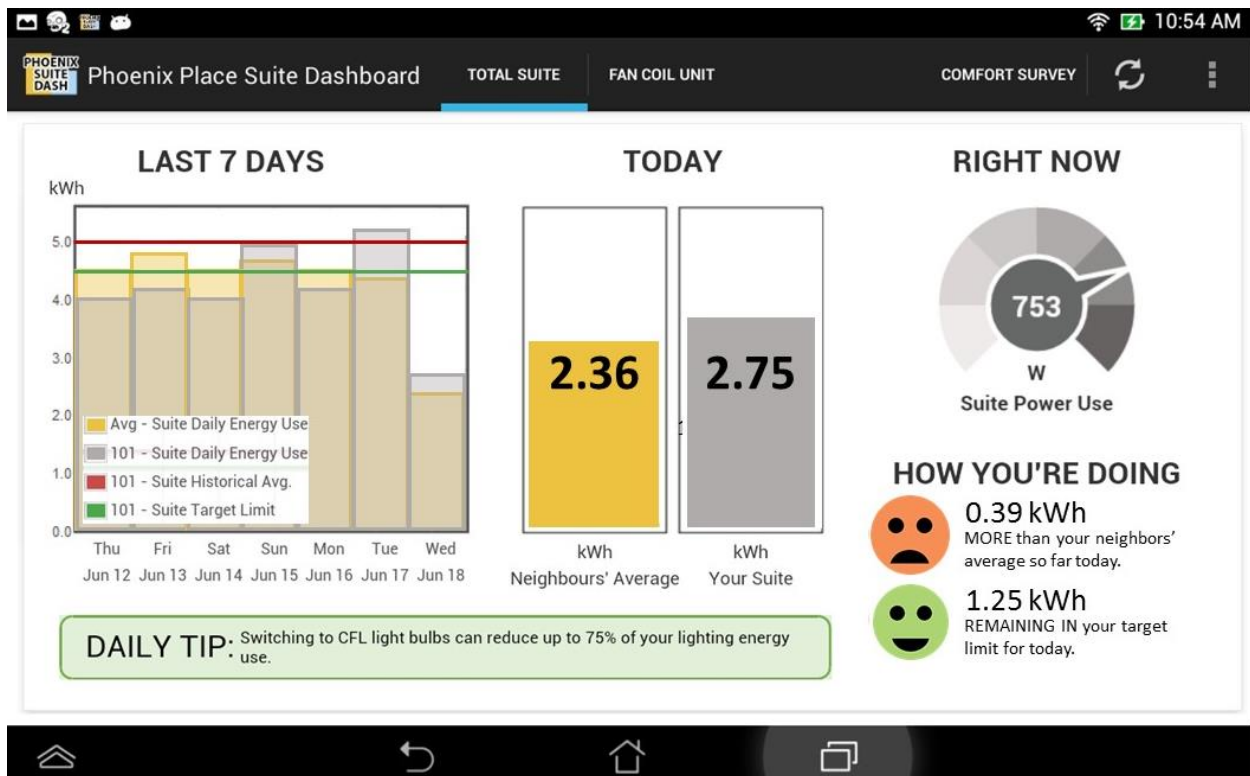 10:54 AM
PHOENIX
SUITE
DASH
Phoenix Place Suite Dashboard
TOTAL SUITE
FAN COIL UNIT
COMFORT SURVEY
LAST 7 DAYS
kWh
5.0
4.0
3.0
2.0
1.0
0.0
Avg - Suite Daily Energy Use
101 - Suite Daily Energy Use
101 - Suite Historical Avg.
101 - Suite Target Limit
Thu Fri Sat Sun Mon Tue Wed
Jun 12 Jun 13 Jun 14 Jun 15 Jun 16 Jun 17 Jun 18
TODAY
2.36
2.75
kWh
Neighbours' Average
kWh
Your Suite
RIGHT NOW
753
W
Suite Power Use
HOW YOU'RE DOING
0.39 kWh
MORE than your neighbors'
average so far today.
1.25 kWh
REMAINING IN your target
limit for today.
DAILY TIP: Switching to CFL light bulbs can reduce up to 75% of your lighting energy
use.